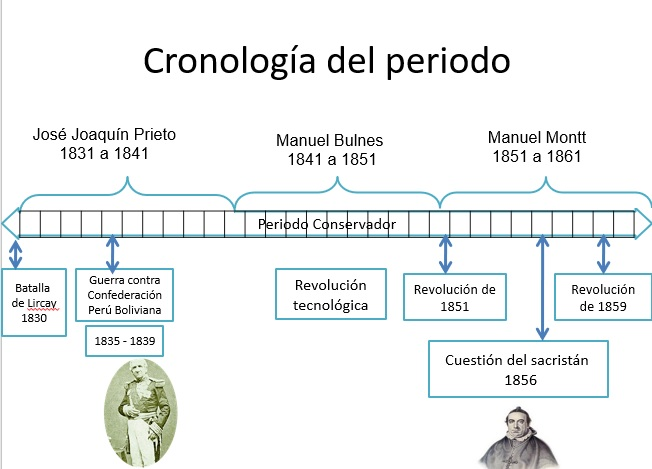 Cronología del periodo
José Joaquín Prieto
1831 a 1841
Manuel Bulnes
1841 a 1851
Manuel Montt
1851 a 1861
Periodo Conservador
Batalla
de Lircay
1830
Guerra contra
Confederación
Perú Boliviana
1835 - 1839
Revolución
tecnológica
Revolución de
1851
Revolución
de 1859
Cuestión del sacristán
1856